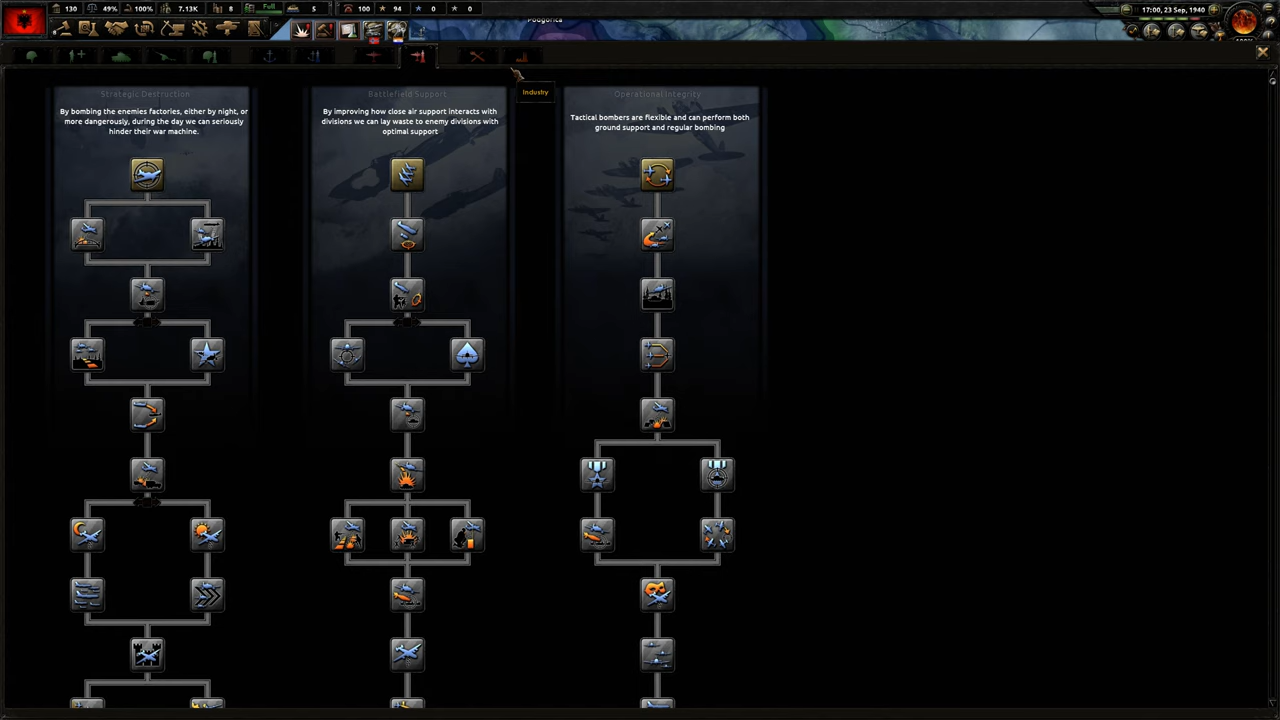 130
49%
100%
7.13K
8
Full
5
100
94
0
0
17:00, 23 Sep, 1940
Podgorica
Industry
Strategic Destruction
By bombing the enemies factories, either by night, or
more dangerously, during the day we can seriously
hinder their war machine.
Battlefield Support
By improving how close air support interacts with
divisions we can lay waste to enemy divisions with
optimal support
Operational Integrity
Tactical bombers are flexible and can perform both
ground support and regular bombing